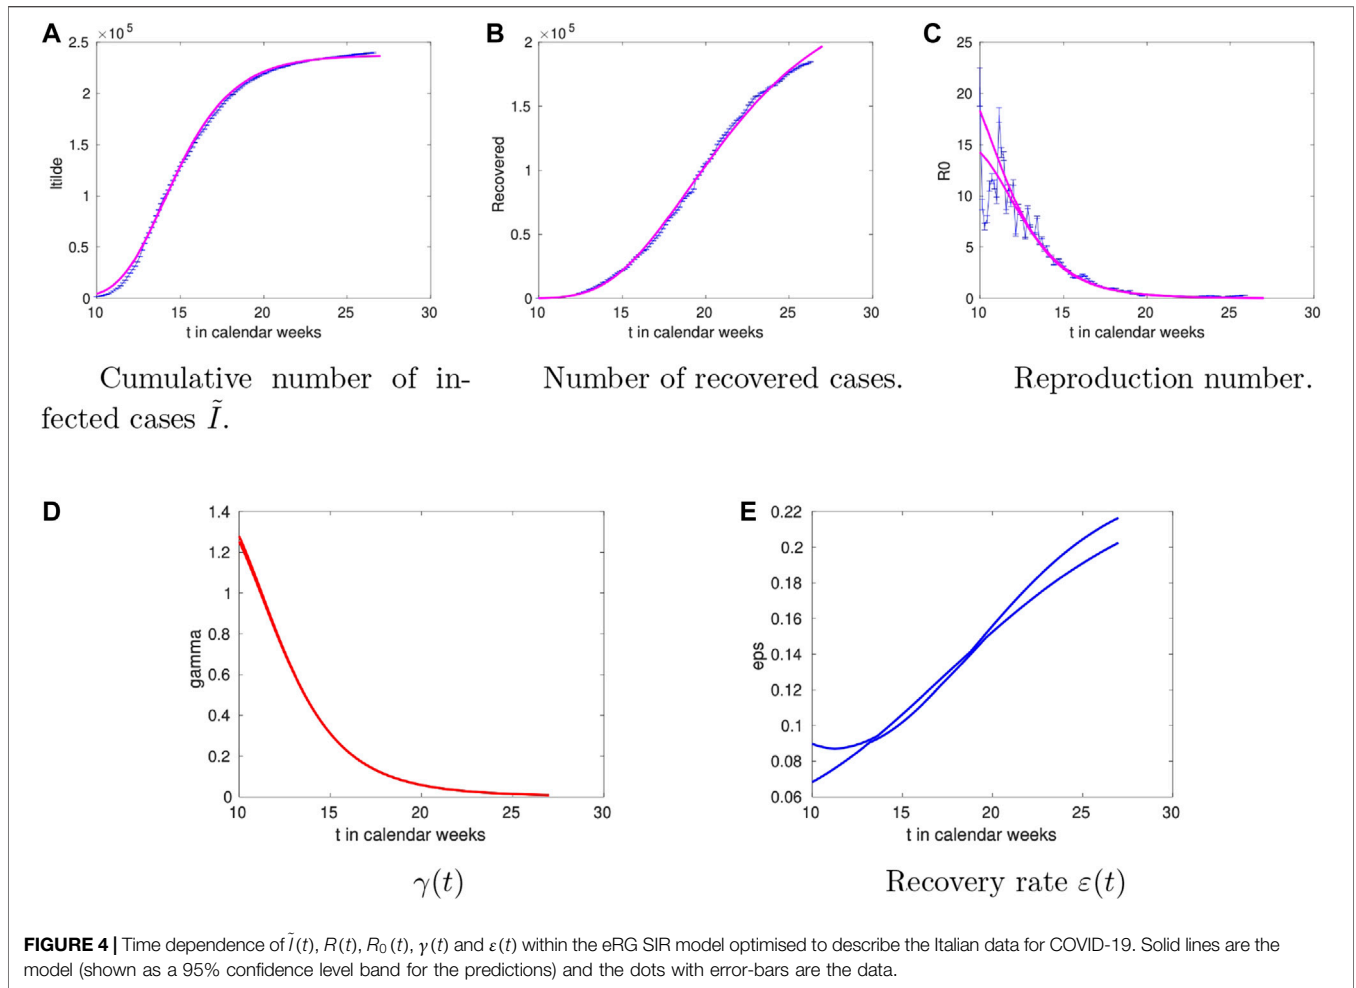 A
×10⁵
2.5
2
1.5
1
0.5
0
Itilde
10 15 20 25 30
t in calendar weeks
Cumulative number of in-
fected cases Ĩ.
B
×10⁵
2
1.5
1
0.5
0
Recovered
10 15 20 25 30
t in calendar weeks
Number of recovered cases.
C
25
20
15
10
5
0
R0
10 15 20 25 30
t in calendar weeks
Reproduction number.
D
1.4
1.2
1
0.8
0.6
0.4
0.2
0
gamma
10 15 20 25 30
t in calendar weeks
γ(t)
E
0.22
0.2
0.18
0.16
0.14
0.12
0.1
0.08
0.06
eps
10 15 20 25 30
t in calendar weeks
Recovery rate ε(t)
FIGURE 4 | Time dependence of Ĩ(t), R(t), R₀(t), γ(t) and ε(t) within the eRG SIR model optimised to describe the Italian data for COVID-19. Solid lines are the
model (shown as a 95% confidence level band for the predictions) and the dots with error-bars are the data.